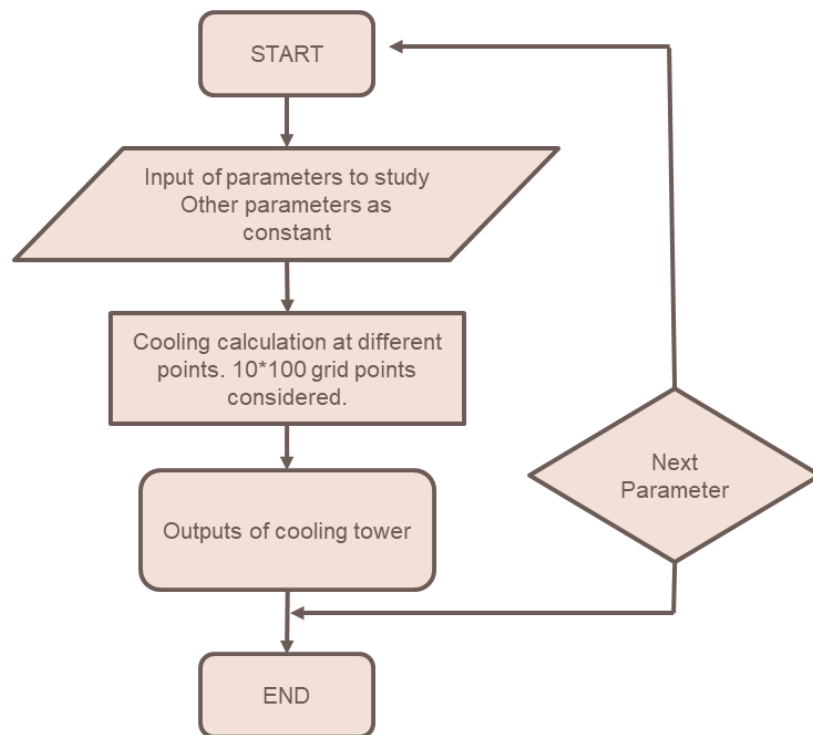 START
Input of parameters to study
Other parameters as
constant
Cooling calculation at different
points. 10*100 grid points
considered.
Next
Parameter
Outputs of cooling tower
END